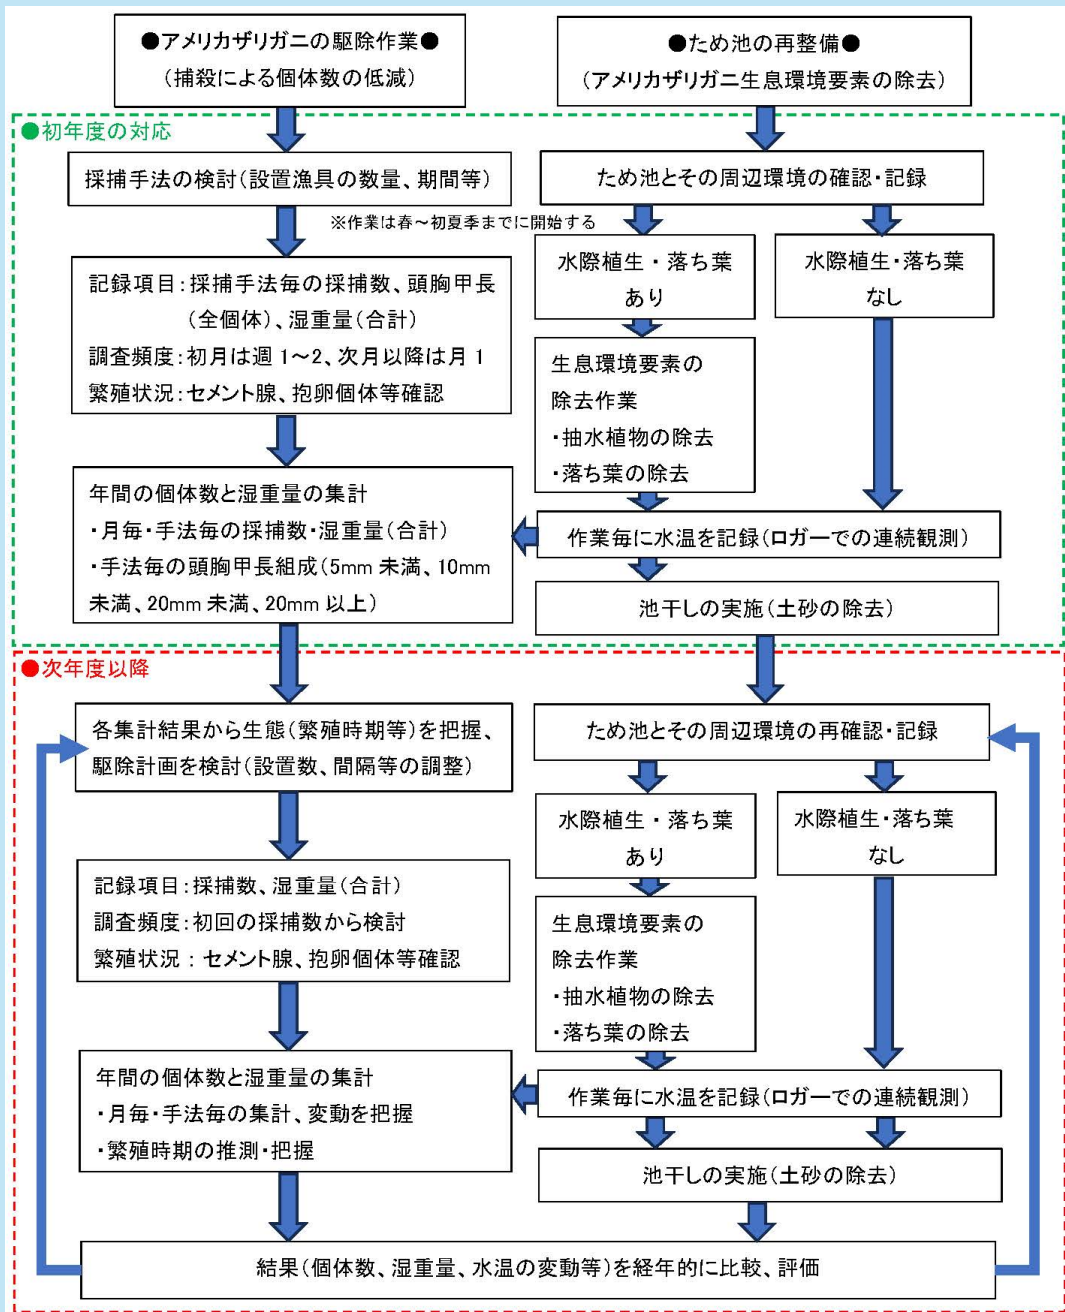 ●アメリカザリガニの駆除作業●
(捕殺による個体数の低減)
●ため池の再整備●
(アメリカザリガニ生息環境要素の除去)
●初年度の対応
採捕手法の検討(設置漁具の数量、期間等)
※作業は春～初夏季までに開始する
記録項目:採捕手法毎の採捕数、頭胸甲長
(全個体)、湿重量(合計)
調査頻度:初月は週1～2、次月以降は月1
繁殖状況:セメント腺、抱卵個体等確認
年間の個体数と湿重量の集計
・月毎・手法毎の採捕数・湿重量(合計)
・手法毎の頭胸甲長組成(5mm 未満、10mm
未満、20mm 未満、20mm 以上)
ため池とその周辺環境の確認・記録
水際植生・落ち葉
あり
水際植生・落ち葉
なし
生息環境要素の
除去作業
・抽水植物の除去
・落ち葉の除去
作業毎に水温を記録(ロガーでの連続観測)
池干しの実施(土砂の除去)
●次年度以降
各集計結果から生態(繁殖時期等)を把握、
駆除計画を検討(設置数、間隔等の調整)
記録項目:採捕数、湿重量(合計)
調査頻度:初回の採捕数から検討
繁殖状況 : セメント腺、抱卵個体等確認
年間の個体数と湿重量の集計
・月毎・手法毎の集計、変動を把握
・繁殖時期の推測・把握
ため池とその周辺環境の再確認・記録
水際植生・落ち葉
あり
水際植生・落ち葉
なし
生息環境要素の
除去作業
・抽水植物の除去
・落ち葉の除去
作業毎に水温を記録(ロガーでの連続観測)
池干しの実施(土砂の除去)
結果(個体数、湿重量、水温の変動等)を経年的に比較、評価